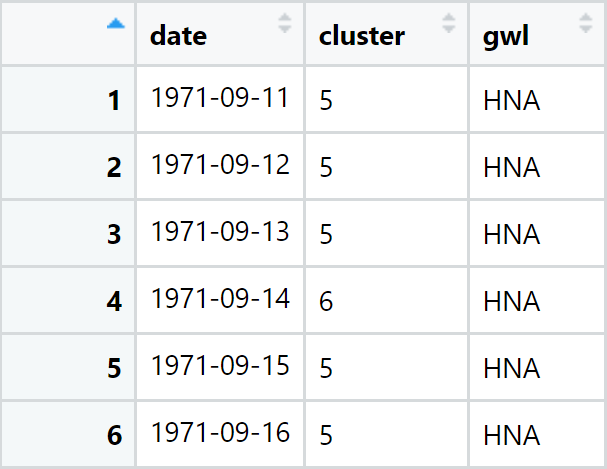 date cluster gwl
1 1971-09-11 5 HNA
2 1971-09-12 5 HNA
3 1971-09-13 5 HNA
4 1971-09-14 6 HNA
5 1971-09-15 5 HNA
6 1971-09-16 5 HNA